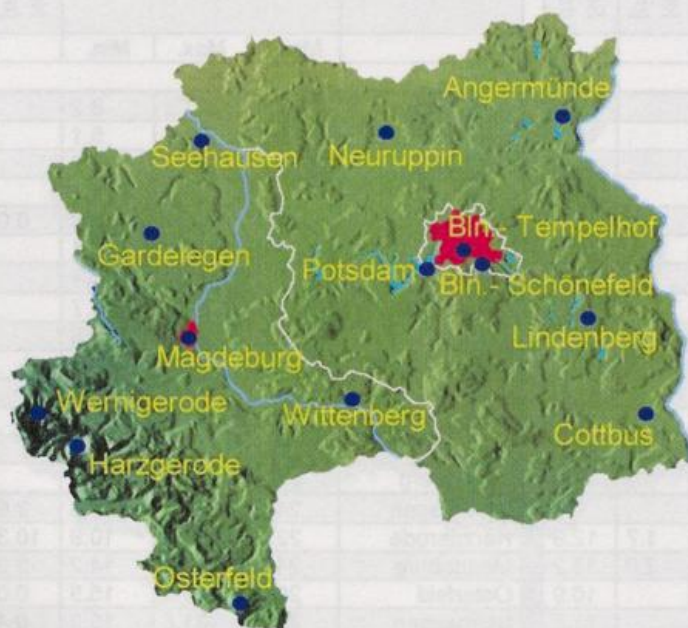 Angermünde
Seehausen
Neuruppin
Bln.- Tempelhof
Gardelegen
Potsdam
Bln.- Schönefeld
Lindenberg
Magdeburg
Wernigerode
Wittenberg
Cottbus
Harzgerode
Osterfeld